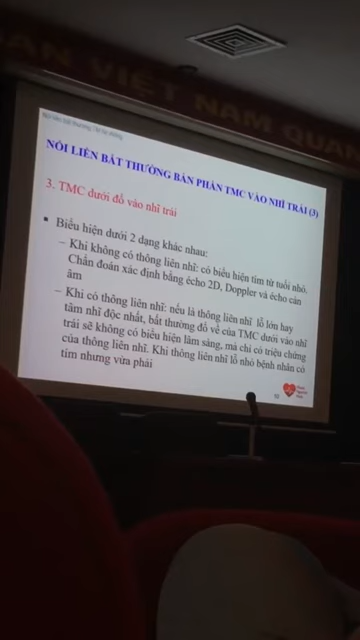 VIỆT NAM QUAN
NỐI LIỀN BẤT THƯỜNG BÁN PHẦN TMC VÀO NHĨ TRÁI (3)
3. TMC dưới đổ vào nhĩ trái
▪ Biểu hiện dưới 2 dạng khác nhau:
– Khi không có thông liên nhĩ: có biểu hiện tím từ tuổi nhỏ.
Chẩn đoán xác định bằng écho 2D, Doppler và écho cản
âm
– Khi có thông liên nhĩ: nếu là thông liên nhĩ lỗ lớn hay
tâm nhĩ độc nhất, bất thường đổ về của TMC dưới vào nhĩ
trái sẽ không có biểu hiện lâm sàng, mà chỉ có triệu chứng
của thông liên nhĩ. Khi thông liên nhĩ lỗ nhỏ bệnh nhân có
tím nhưng vừa phải